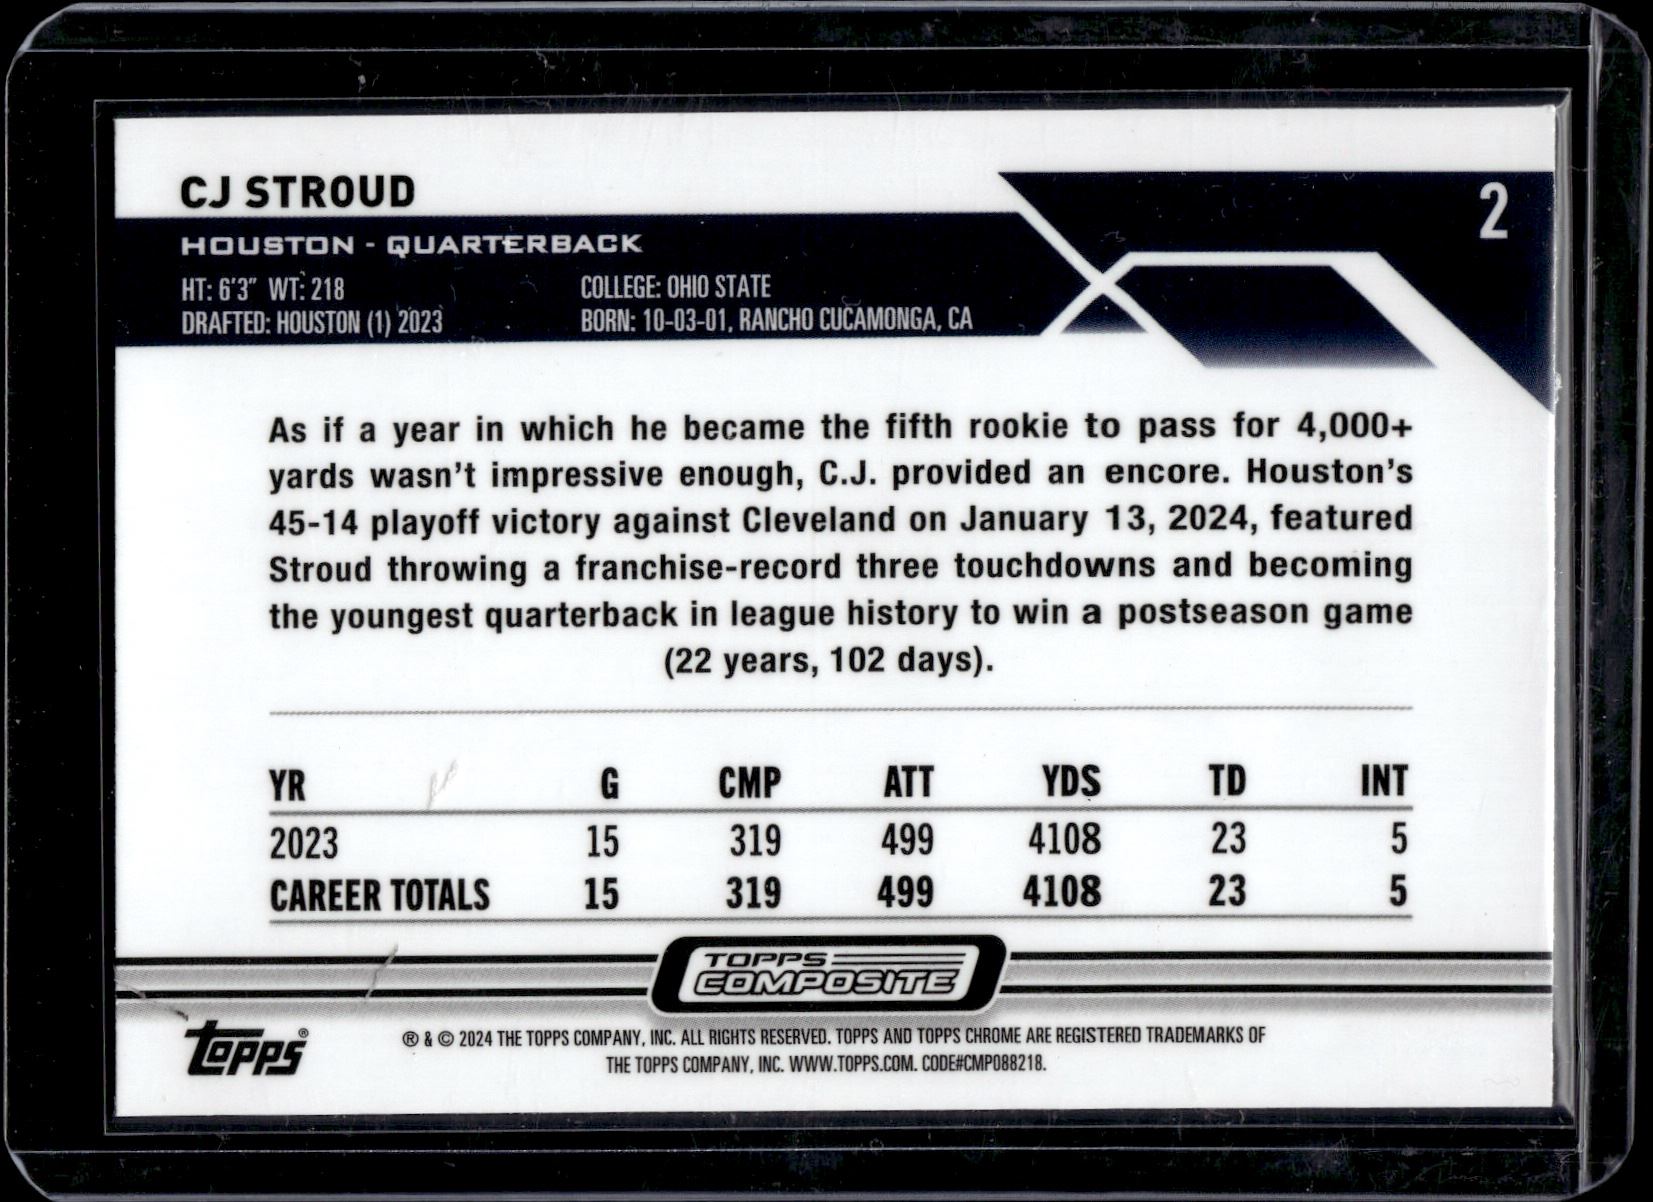 CJ STROUD
2
HOUSTON - QUARTERBACK
HT: 6'3" WT: 218
COLLEGE: OHIO STATE
DRAFTED: HOUSTON (1) 2023
BORN: 10-03-01, RANCHO CUCAMONGA, CA
As if a year in which he became the fifth rookie to pass for 4,000+
yards wasn't impressive enough, C.J. provided an encore. Houston's
45-14 playoff victory against Cleveland on January 13, 2024, featured
Stroud throwing a franchise-record three touchdowns and becoming
the youngest quarterback in league history to win a postseason game
(22 years, 102 days).
YR G CMP ATT YDS TD INT
2023 15 319 499 4108 23 5
CAREER TOTALS 15 319 499 4108 23 5
TOPPS
COMPOSITE
Topps®
® & © 2024 THE TOPPS COMPANY, INC. ALL RIGHTS RESERVED. TOPPS AND TOPPS CHROME ARE REGISTERED TRADEMARKS OF
THE TOPPS COMPANY, INC. WWW.TOPPS.COM. CODE#CMP088218.